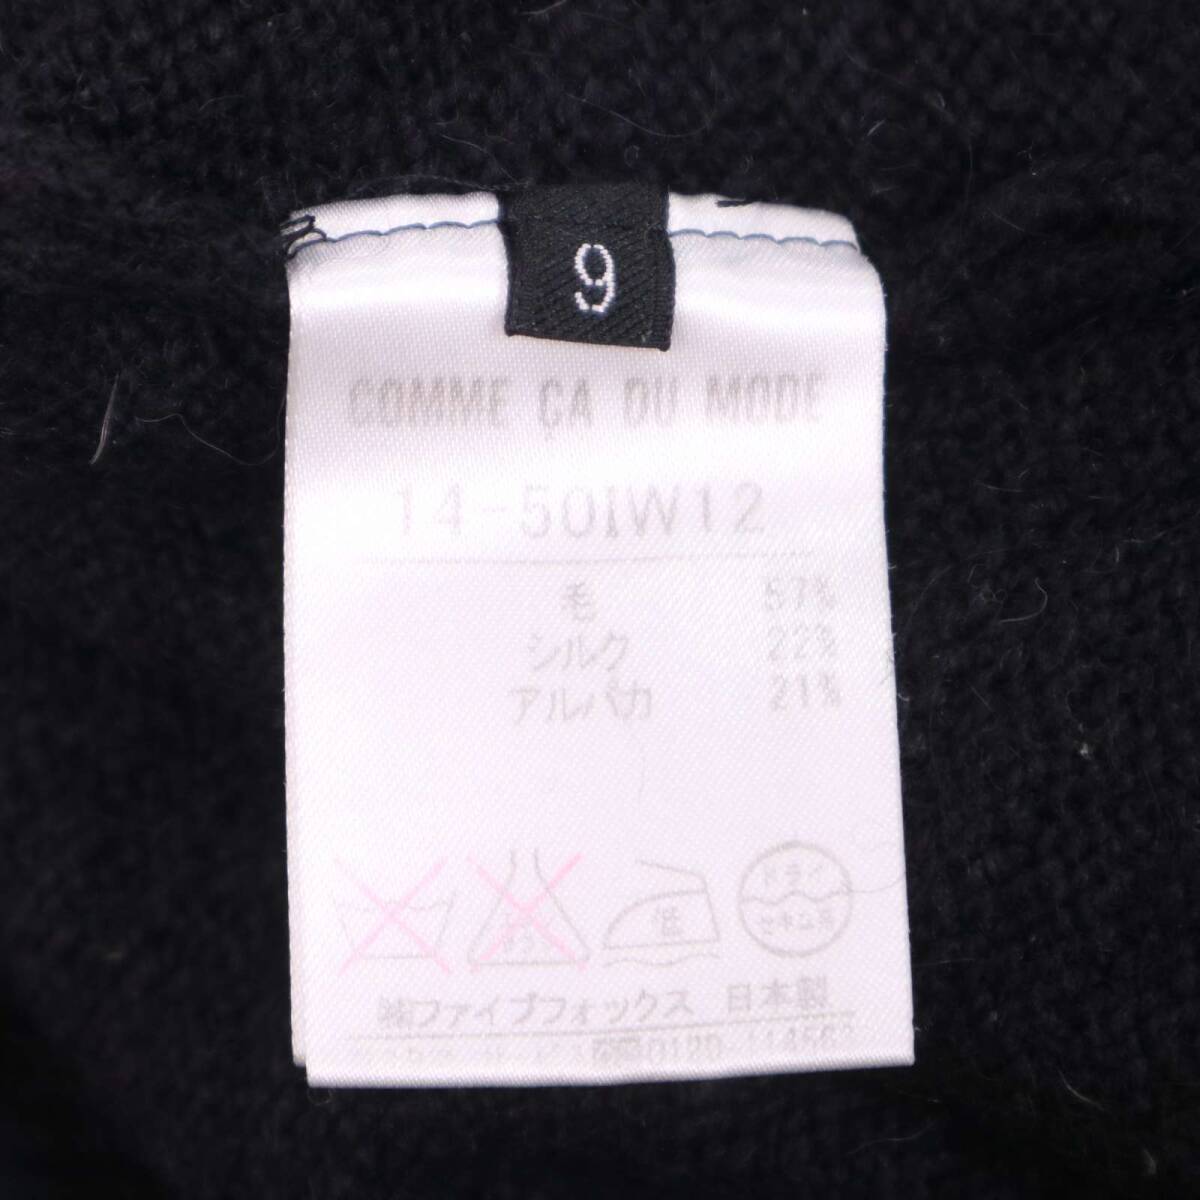 9
COMME ÇA DU MODE
14-50IW12
毛 57%
シルク 22%
アルパカ 21%
低
ドライ
セキユ系
㈱ファイブフォックス 日本製
0120-114563